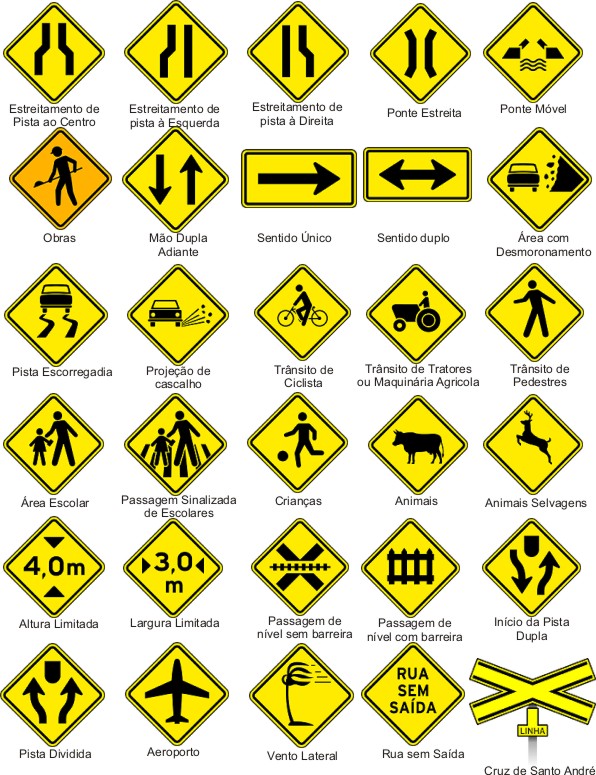 Estreitamento de
Pista ao Centro
Estreitamento de
pista à Esquerda
Estreitamento de
pista à Direita
Ponte Estreita
Ponte Móvel
Obras
Mão Dupla
Adiante
Sentido Único
Sentido duplo
Área com
Desmoronamento
Pista Escorregadia
Projeção de
cascalho
Trânsito de
Ciclista
Trânsito de Tratores
ou Maquinária Agricola
Trânsito de
Pedestres
Área Escolar
Passagem Sinalizada
de Escolares
Crianças
Animais
Animais Selvagens
4,0m
Altura Limitada
3,0
m
Largura Limitada
Passagem de
nível sem barreira
Passagem de
nível com barreira
Início da Pista
Dupla
Pista Dividida
Aeroporto
Vento Lateral
RUA
SEM
SAÍDA
Rua sem Saída
LINHA
Cruz de Santo André